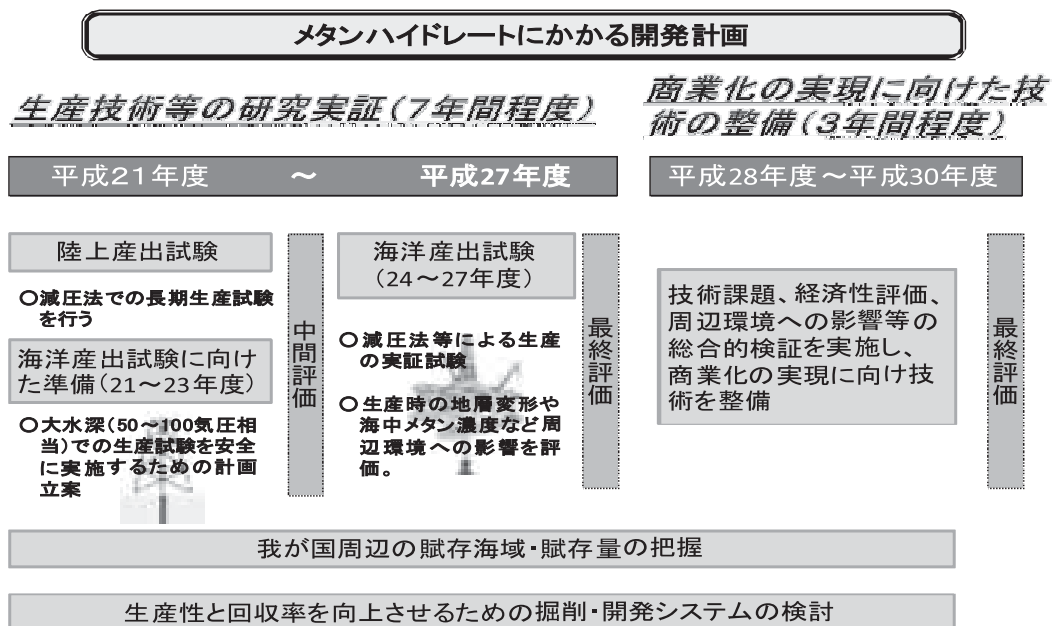 メタンハイドレートにかかる開発計画
生産技術等の研究実証(7年間程度)
商業化の実現に向けた技
術の整備(3年間程度)
平成21年度 ～ 平成27年度
平成28年度～平成30年度
陸上産出試験
○減圧法での長期生産試験
を行う
海洋産出試験に向け
た準備(21～23年度)
○大水深(50～100気圧相
当)での生産試験を安全
に実施するための計画
立案
中間評価
海洋産出試験
(24～27年度)
○減圧法等による生産
の実証試験
○生産時の地層変形や
海中メタン濃度など周
辺環境への影響を評
価。
最終評価
技術課題、経済性評価、
周辺環境への影響等の
総合的検証を実施し、
商業化の実現に向け技
術を整備
最終評価
我が国周辺の賦存海域・賦存量の把握
生産性と回収率を向上させるための掘削・開発システムの検討